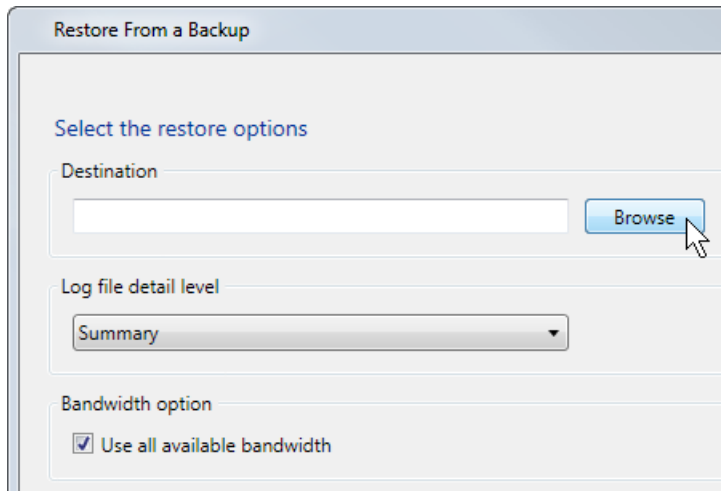 Restore From a Backup
Select the restore options
Destination
Browse
Log file detail level
Summary
Bandwidth option
Use all available bandwidth